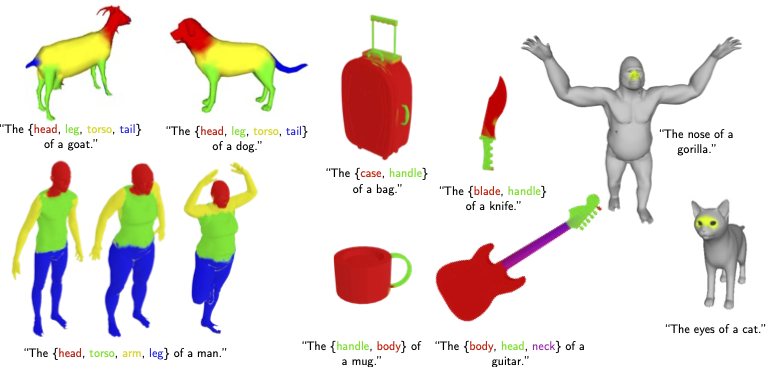 “The {head, leg, torso, tail}
of a goat.”
“The {head, leg, torso, tail}
of a dog.”
“The {case, handle}
of a bag.”
“The {blade, handle}
of a knife.”
“The nose of a
gorilla.”
“The {head, torso, arm, leg} of a man.”
“The {handle, body} of
a mug.”
“The {body, head, neck} of a
guitar.”
“The eyes of a cat.”